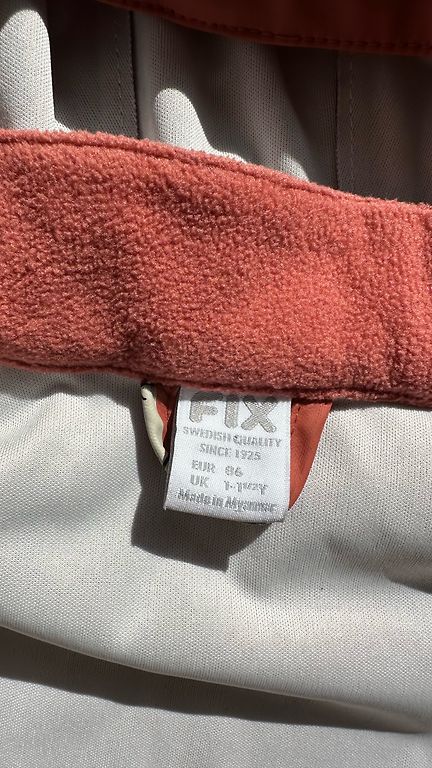 FIX
SWEDISH QUALITY
SINCE 1925
EUR 86
UK 1-1½Y
Made in Myanmar